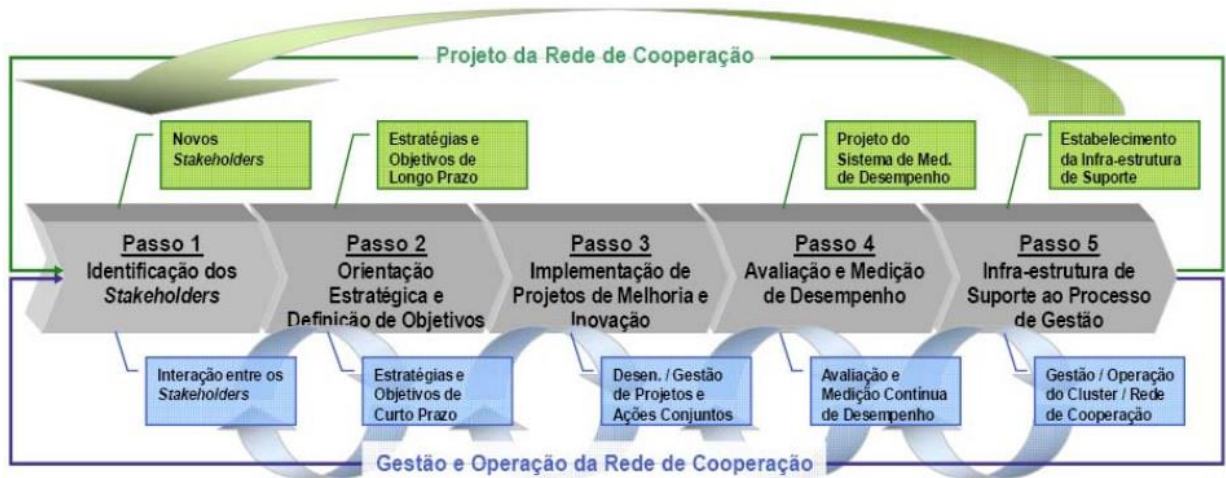 Projeto da Rede de Cooperação
Novos
Stakeholders
Estratégias e
Objetivos de
Longo Prazo
Projeto do
Sistema de Med.
de Desempenho
Estabelecimento
da Infra-estrutura
de Suporte
Passo 1
Identificação dos
Stakeholders
Passo 2
Orientação
Estratégica e
Definição de Objetivos
Passo 3
Implementação de
Projetos de Melhoria e
Inovação
Passo 4
Avaliação e Medição
de Desempenho
Passo 5
Infra-estrutura de
Suporte ao Processo
de Gestão
Interação entre os
Stakeholders
Estratégias e
Objetivos de
Curto Prazo
Desen. / Gestão
de Projetos e
Ações Conjuntos
Avaliação e
Medição Contínua
de Desempenho
Gestão / Operação
do Cluster / Rede
de Cooperação
Gestão e Operação da Rede de Cooperação